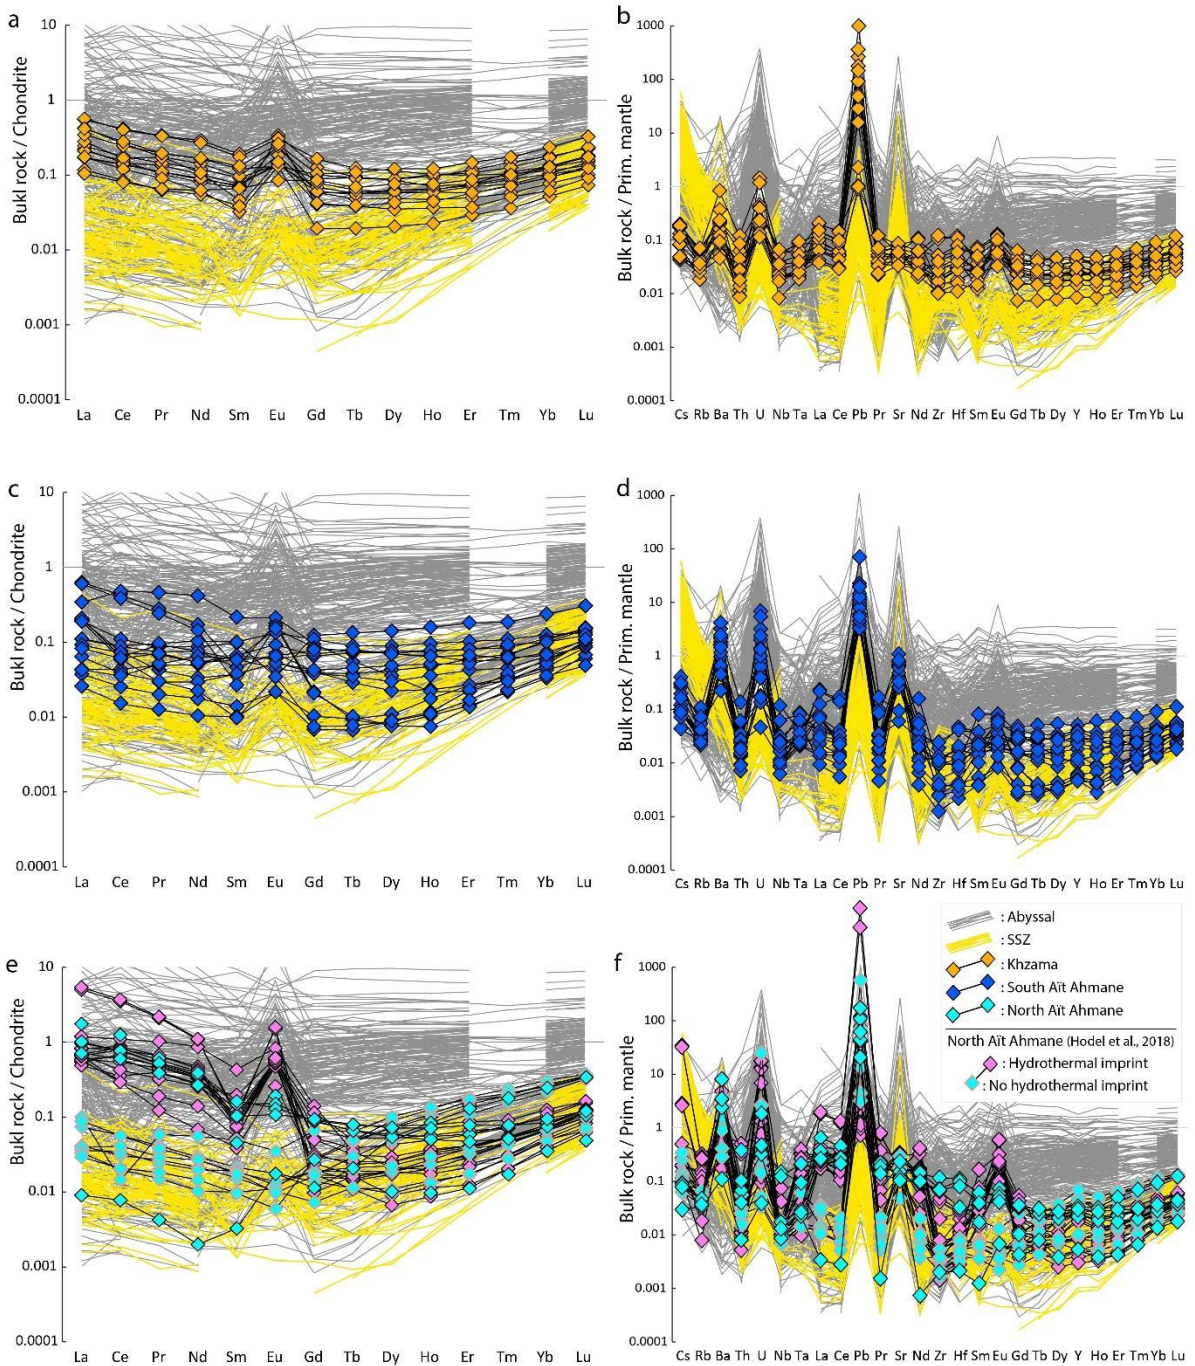 a
10
1
0.1
0.01
0.001
0.0001
Bukl rock / Chondrite
La Ce Pr Nd Sm Eu Gd Tb Dy Ho Er Tm Yb Lu
b
1000
100
10
1
0.1
0.01
0.001
0.0001
Bulk rock / Prim. mantle
Cs Rb Ba Th U Nb Ta La Ce Pb Pr Sr Nd Zr Hf Sm Eu Gd Tb Dy Y Ho Er Tm Yb Lu
c
10
1
0.1
0.01
0.001
0.0001
Bukl rock / Chondrite
La Ce Pr Nd Sm Eu Gd Tb Dy Ho Er Tm Yb Lu
d
1000
100
10
1
0.1
0.01
0.001
0.0001
Bulk rock / Prim. mantle
Cs Rb Ba Th U Nb Ta La Ce Pb Pr Sr Nd Zr Hf Sm Eu Gd Tb Dy Y Ho Er Tm Yb Lu
e
10
1
0.1
0.01
0.001
0.0001
Bukl rock / Chondrite
La Ce Pr Nd Sm Eu Gd Tb Dy Ho Er Tm Yb Lu
f
1000
100
10
1
0.1
0.01
0.001
0.0001
Bulk rock / Prim. mantle
Cs Rb Ba Th U Nb Ta La Ce Pb Pr Sr Nd Zr Hf Sm Eu Gd Tb Dy Y Ho Er Tm Yb Lu
: Abyssal
: SSZ
: Khzama
: South Aït Ahmane
: North Aït Ahmane
North Aït Ahmane (Hodel et al., 2018)
: Hydrothermal imprint
: No hydrothermal imprint